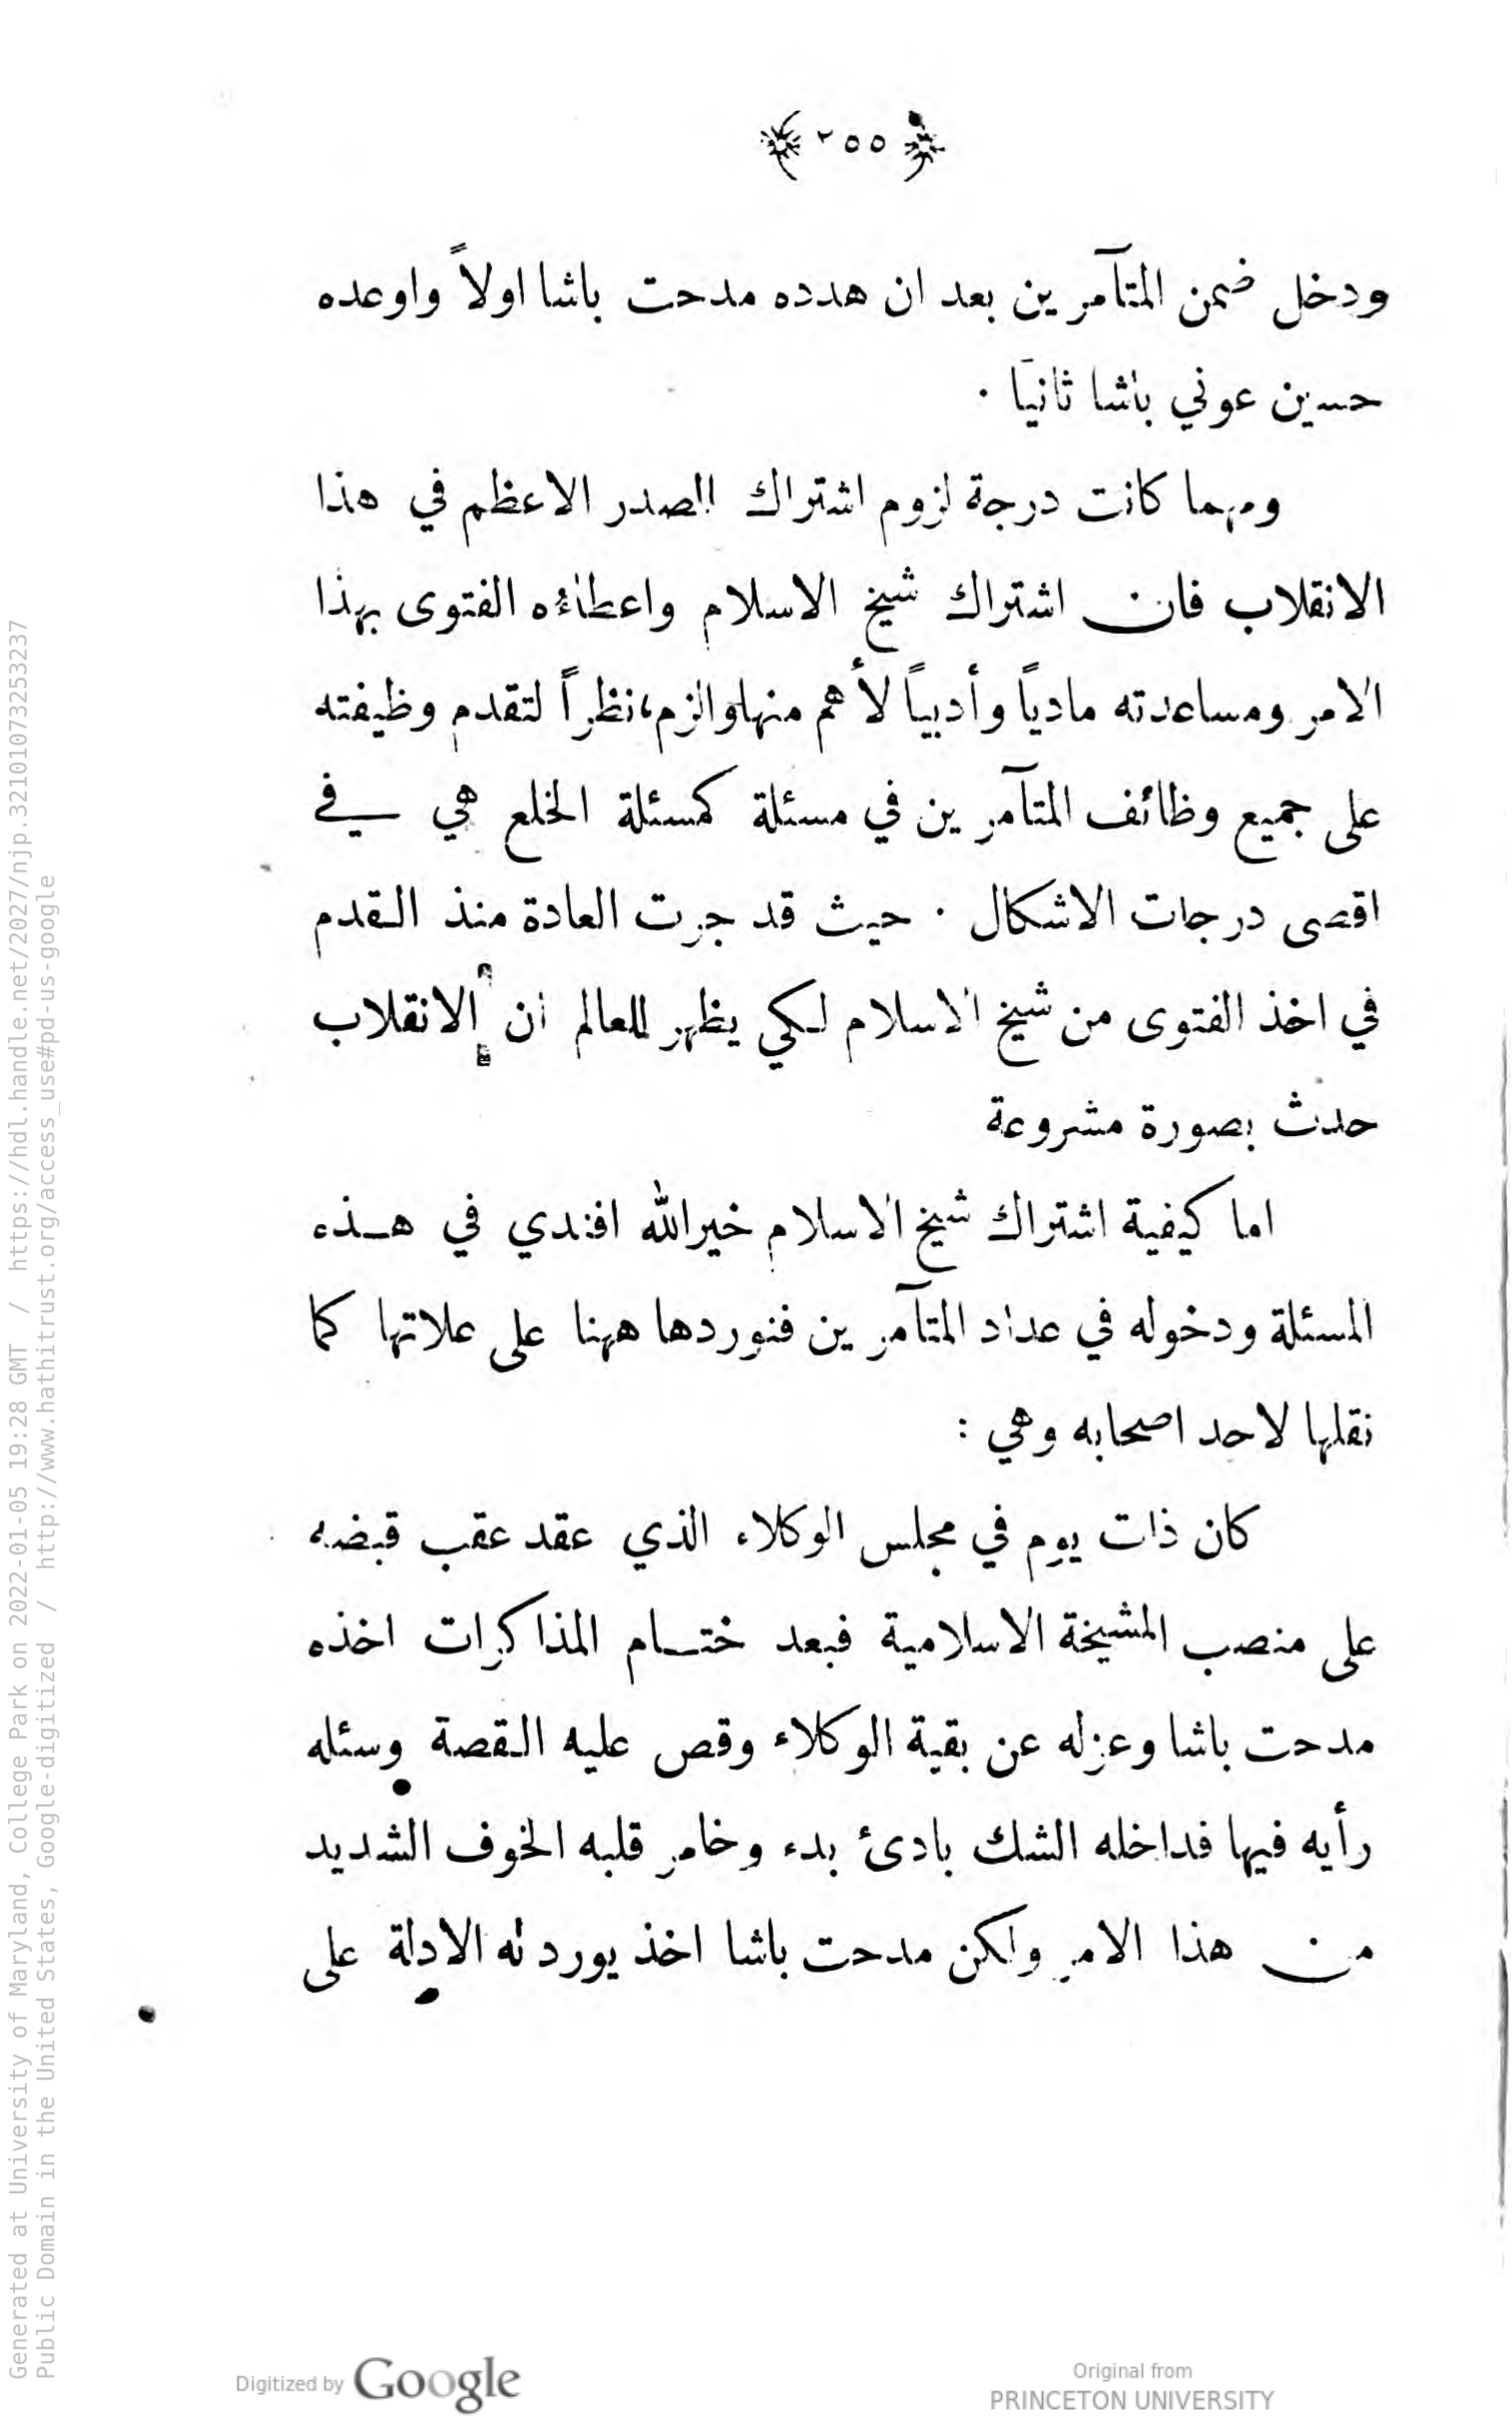 ﴿ ٢٥٥ ﴾
ودخل ضمن المتآمرين بعد ان هدده مدحت باشا اولاً واوعده
حسين عوني باشا ثانياً ·
ومهما كانت درجة لزوم اشتراك الصدر الاعظم في هذا
الانقلاب فان اشتراك شيخ الاسلام واعطائه الفتوى بهذا
الامر ومساعدته مادياً وأدبياً لأهم منها والزم، نظراً لتقدم وظيفته
على جميع وظائف المتآمرين في مسئلة كمسئلة الخلع هي في
اقصى درجات الاشكال · حيث قد جرت العادة منذ القدم
في اخذ الفتوى من شيخ الاسلام لكي يظهر للعالم ان الانقلاب
حدث بصورة مشروعة
اما كيفية اشتراك شيخ الاسلام خيرالله افندي في هذه
المسئلة ودخوله في عداد المتآمرين فنوردها ههنا على علاتها كما
نقلها لاحد اصحابه وهي :
كان ذات يوم في مجلس الوكلاء الذي عقد عقب قبضه
على منصب المشيخة الاسلامية فبعد ختام المذاكرات اخذه
مدحت باشا وعزله عن بقية الوكلاء وقص عليه القصة وسئله
رأيه فيها فداخله الشك بادئ بدء وخامر قلبه الخوف الشديد
من هذا الامر ولكن مدحت باشا اخذ يورد له الادلة على
Digitized by Google
Original from
PRINCETON UNIVERSITY
Generated at University of Maryland, College Park on 2022-01-05 19:28 GMT / https://hdl.handle.net/2027/njp.32101073253237
Public Domain in the United States, Google-digitized / http://www.hathitrust.org/access_use#pd-us-google